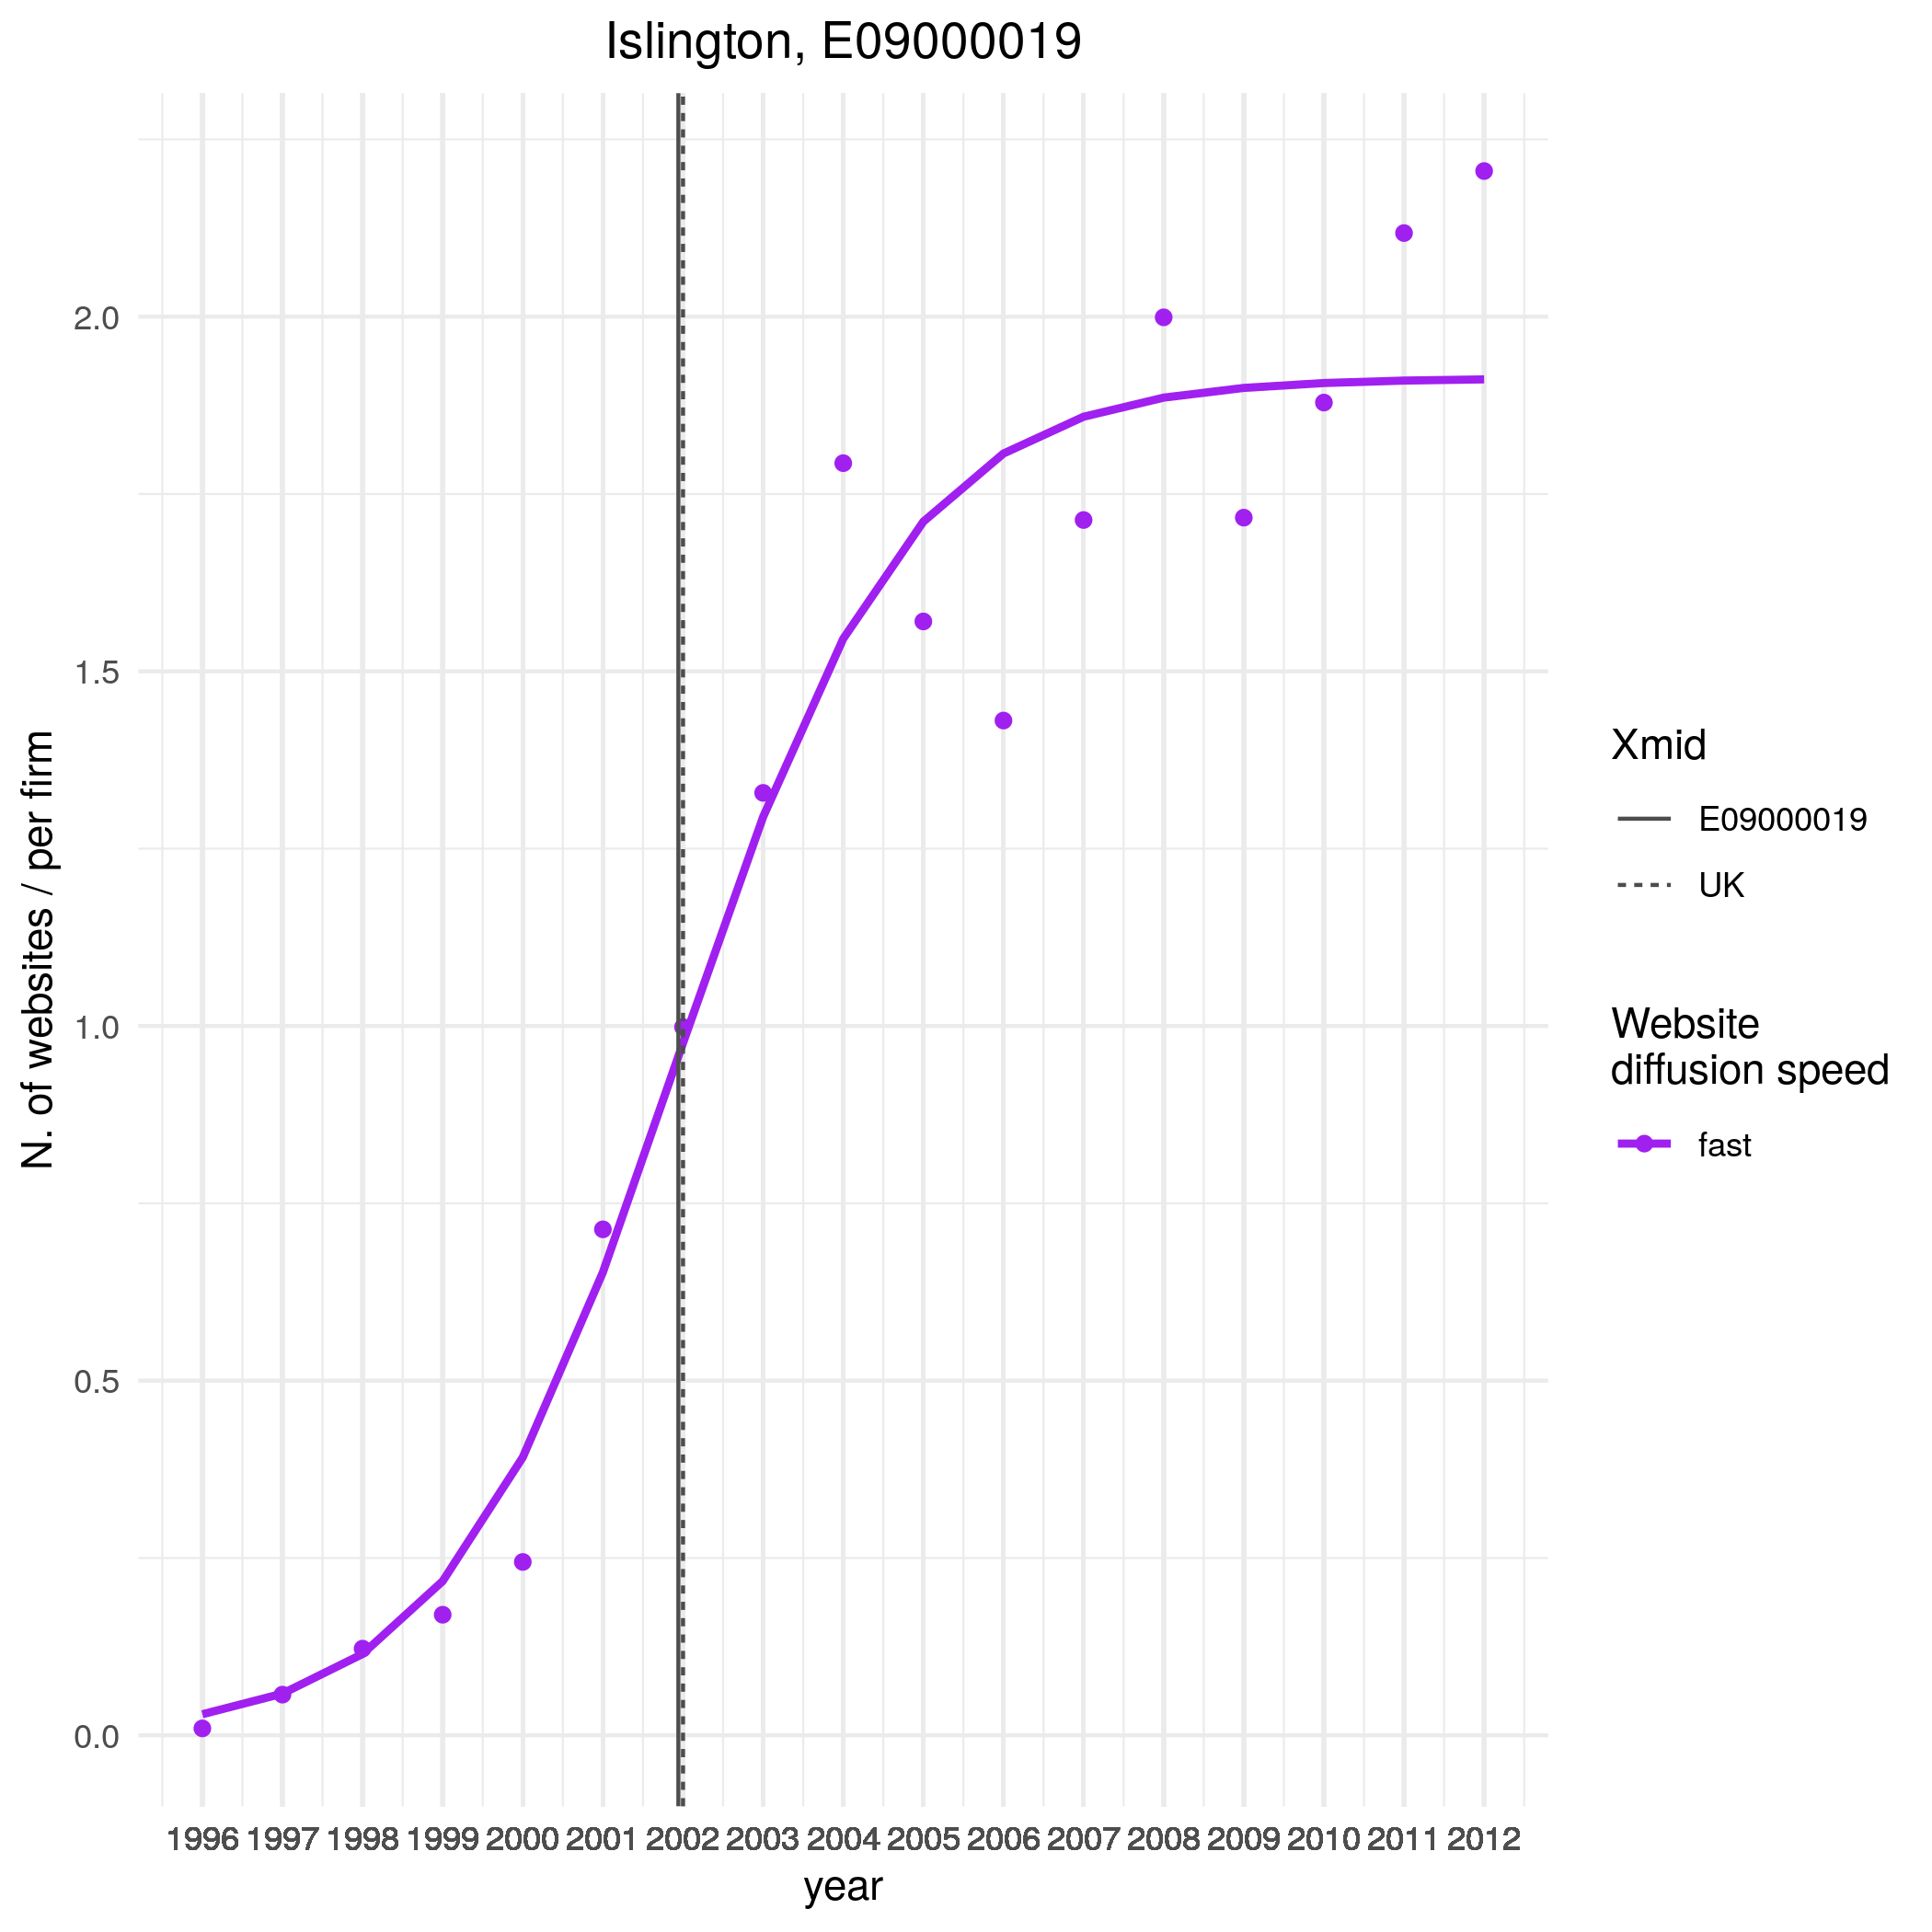 Islington, E09000019
N. of websites / per firm
2.0
1.5
1.0
0.5
0.0
1996 1997 1998 1999 2000 2001 2002 2003 2004 2005 2006 2007 2008 2009 2010 2011 2012
year
Xmid
E09000019
UK
Website
diffusion speed
fast